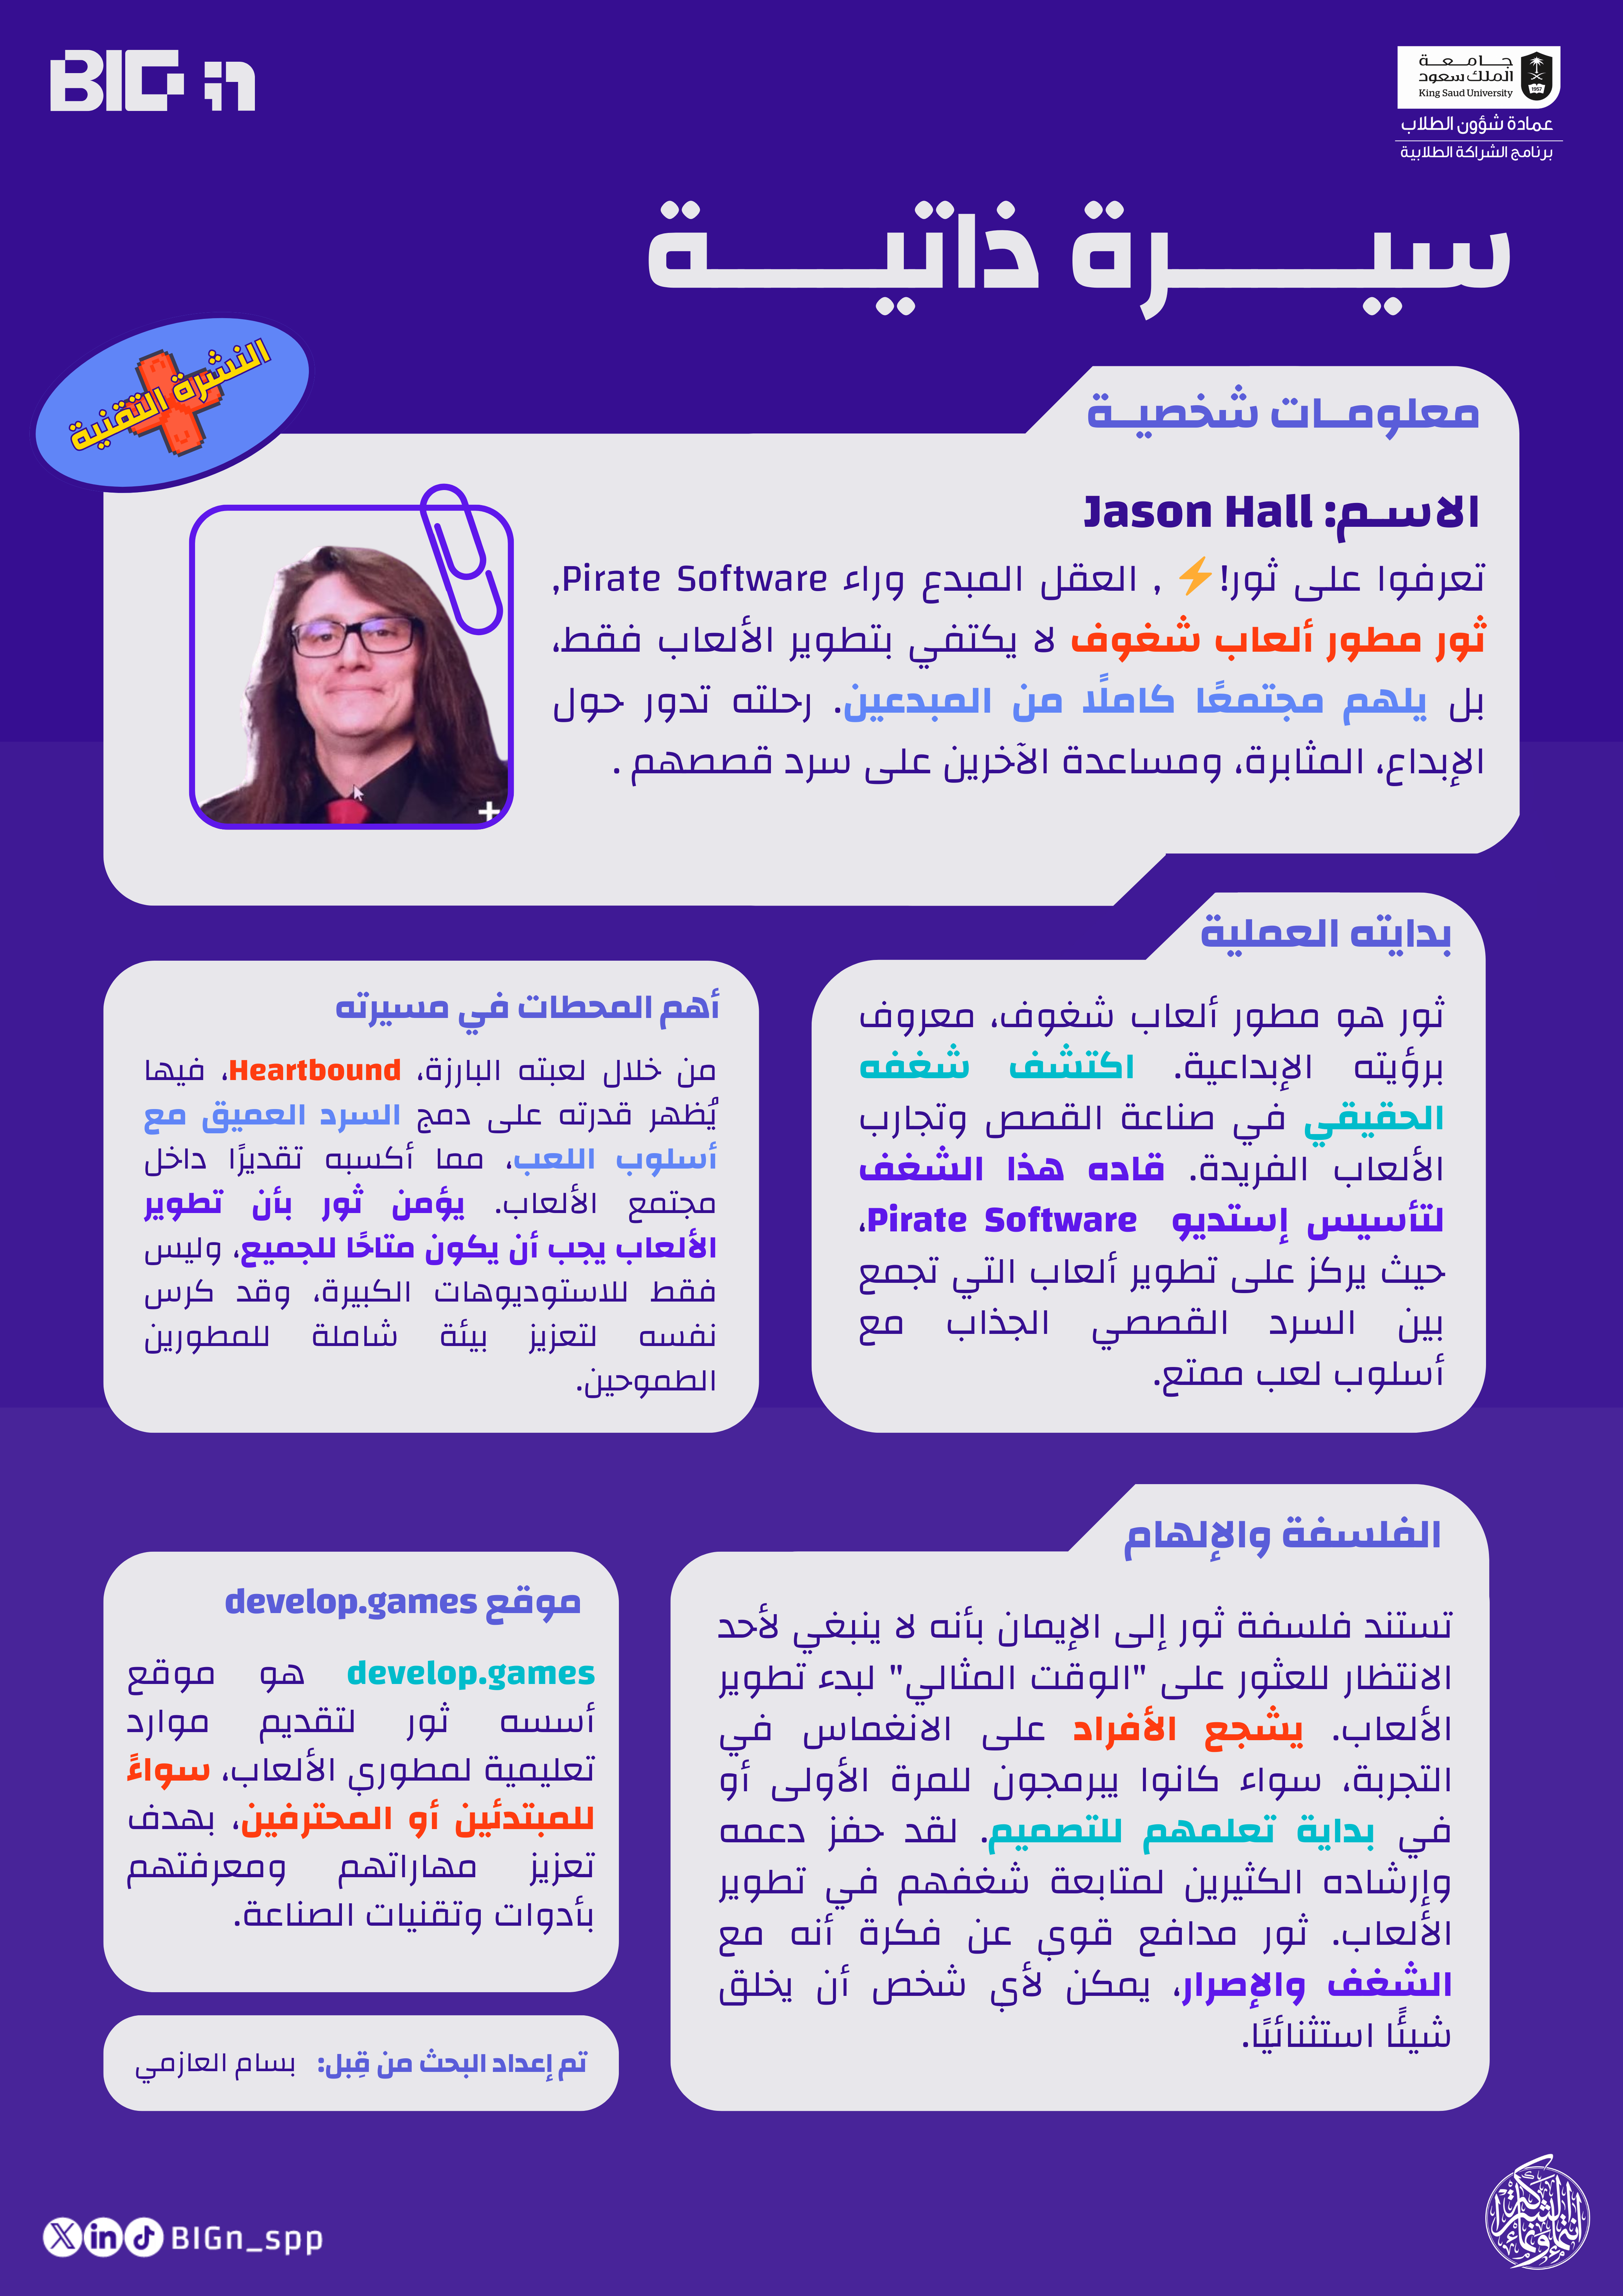 BIG in
جـامـعـة
الملك سعود
King Saud University
1957
عمادة شؤون الطلاب
برنامج الشراكة الطلابية
سيـرة ذاتيـة
النشرة التقنية
معلومـات شخصيـة
الاسـم: Jason Hall
تعرفوا على ثور!⚡ , العقل المبدع وراء Pirate Software,
ثور مطور ألعاب شغوف لا يكتفي بتطوير الألعاب فقط،
بل يلهم مجتمعًا كاملًا من المبدعين. رحلته تدور حول
الإبداع، المثابرة، ومساعدة الآخرين على سرد قصصهم .
بدايته العملية
ثور هو مطور ألعاب شغوف، معروف
برؤيته الإبداعية. اكتشف شغفه
الحقيقي في صناعة القصص وتجارب
الألعاب الفريدة. قاده هذا الشغف
لتأسيس إستديو Pirate Software،
حيث يركز على تطوير ألعاب التي تجمع
بين السرد القصصي الجذاب مع
أسلوب لعب ممتع.
أهم المحطات في مسيرته
من خلال لعبته البارزة، Heartbound، فيها
يُظهر قدرته على دمج السرد العميق مع
أسلوب اللعب، مما أكسبه تقديرًا داخل
مجتمع الألعاب. يؤمن ثور بأن تطوير
الألعاب يجب أن يكون متاحًا للجميع، وليس
فقط للاستوديوهات الكبيرة، وقد كرس
نفسه لتعزيز بيئة شاملة للمطورين
الطموحين.
الفلسفة والإلهام
تستند فلسفة ثور إلى الإيمان بأنه لا ينبغي لأحد
الانتظار للعثور على "الوقت المثالي" لبدء تطوير
الألعاب. يشجع الأفراد على الانغماس في
التجربة، سواء كانوا يبرمجون للمرة الأولى أو
في بداية تعلمهم للتصميم. لقد حفز دعمه
وإرشاده الكثيرين لمتابعة شغفهم في تطوير
الألعاب. ثور مدافع قوي عن فكرة أنه مع
الشغف والإصرار، يمكن لأي شخص أن يخلق
شيئًا استثنائيًا.
موقع develop.games
develop.games هو موقع
أسسه ثور لتقديم موارد
تعليمية لمطوري الألعاب، سواءً
للمبتدئين أو المحترفين، بهدف
تعزيز مهاراتهم ومعرفتهم
بأدوات وتقنيات الصناعة.
تم إعداد البحث من قِبل: بسام العازمي
BIGn_spp